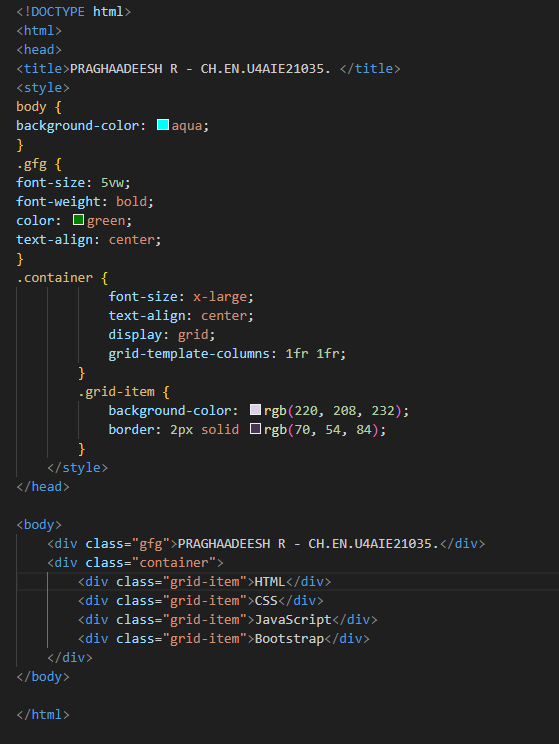 <!DOCTYPE html>
<html>
<head>
<title>PRAGHAADEESH R - CH.EN.U4AIE21035. </title>
<style>
body {
background-color: aqua;
}
.gfg {
font-size: 5vw;
font-weight: bold;
color: green;
text-align: center;
}
.container {
            font-size: x-large;
            text-align: center;
            display: grid;
            grid-template-columns: 1fr 1fr;
        }
        .grid-item {
            background-color: rgb(220, 208, 232);
            border: 2px solid rgb(70, 54, 84);
        }
    </style>
</head>

<body>
    <div class="gfg">PRAGHAADEESH R - CH.EN.U4AIE21035.</div>
    <div class="container">
        <div class="grid-item">HTML</div>
        <div class="grid-item">CSS</div>
        <div class="grid-item">JavaScript</div>
        <div class="grid-item">Bootstrap</div>
    </div>
</body>

</html>